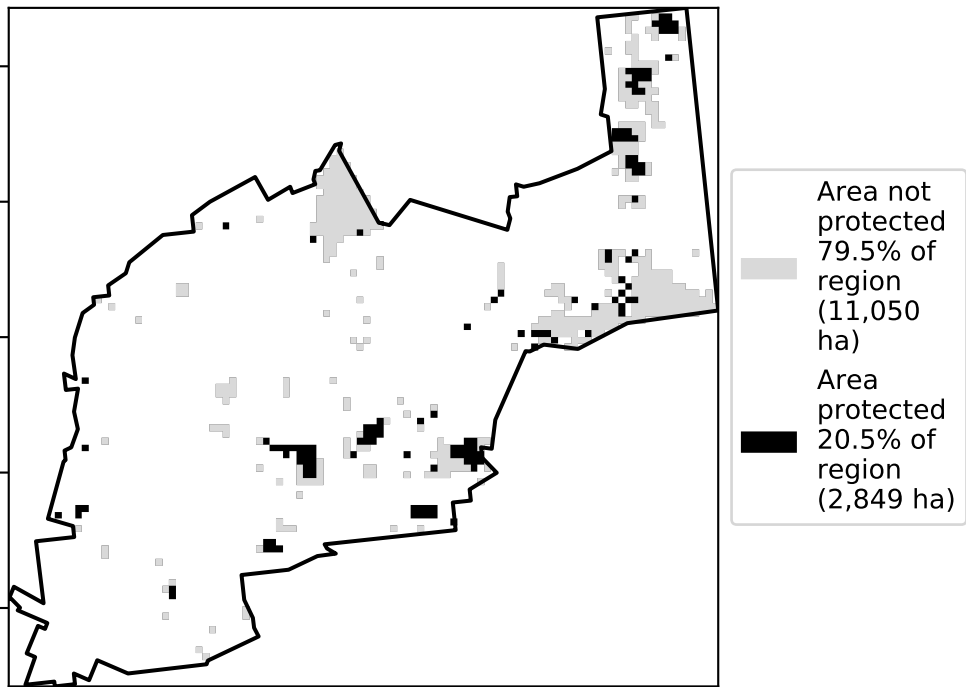 Area not
protected
79.5% of
region
(11,050
ha)
Area
protected
20.5% of
region
(2,849 ha)